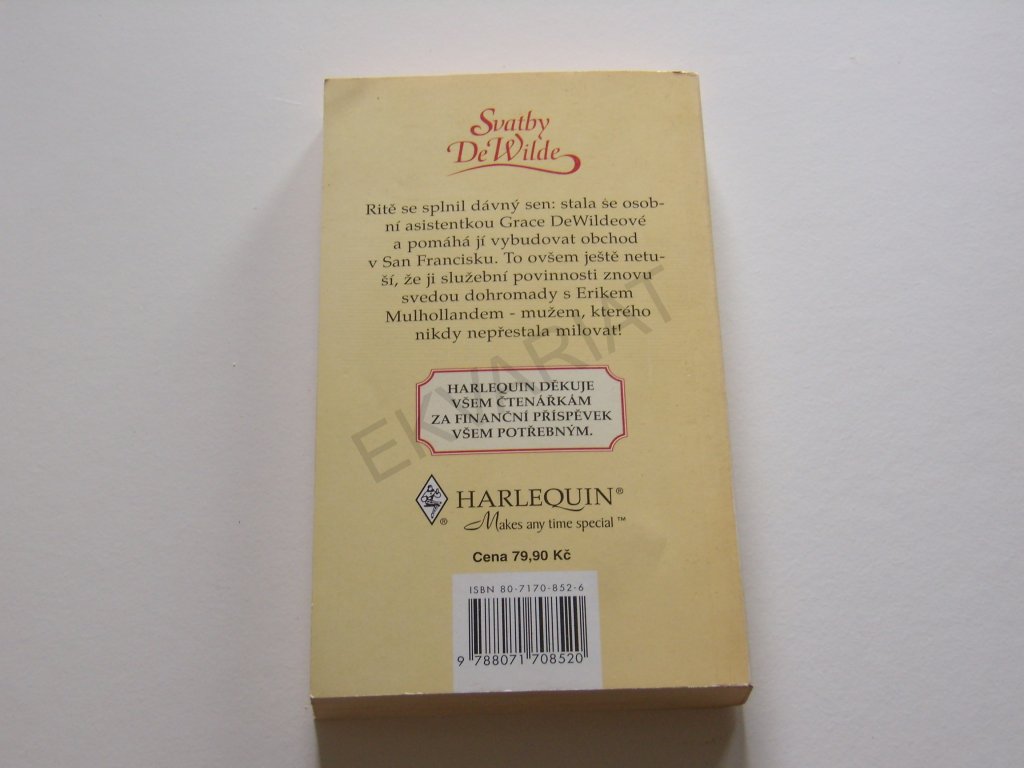 Svatby
DeWilde
Ritě se splnil dávný sen: stala se osob-
ní asistentkou Grace DeWildeové
a pomáhá jí vybudovat obchod
v San Francisku. To ovšem ještě netu-
ší, že ji služební povinnosti znovu
svedou dohromady s Erikem
Mulhollandem - mužem, kterého
nikdy nepřestala milovat!
EKVARIAT
HARLEQUIN DĚKUJE
VŠEM ČTENÁŘKÁM
ZA FINANČNÍ PŘÍSPĚVEK
VŠEM POTŘEBNÝM.
® HARLEQUIN®
Makes any time special ™
Cena 79,90 Kč
ISBN 80-7170-852-6
9 788071 708520